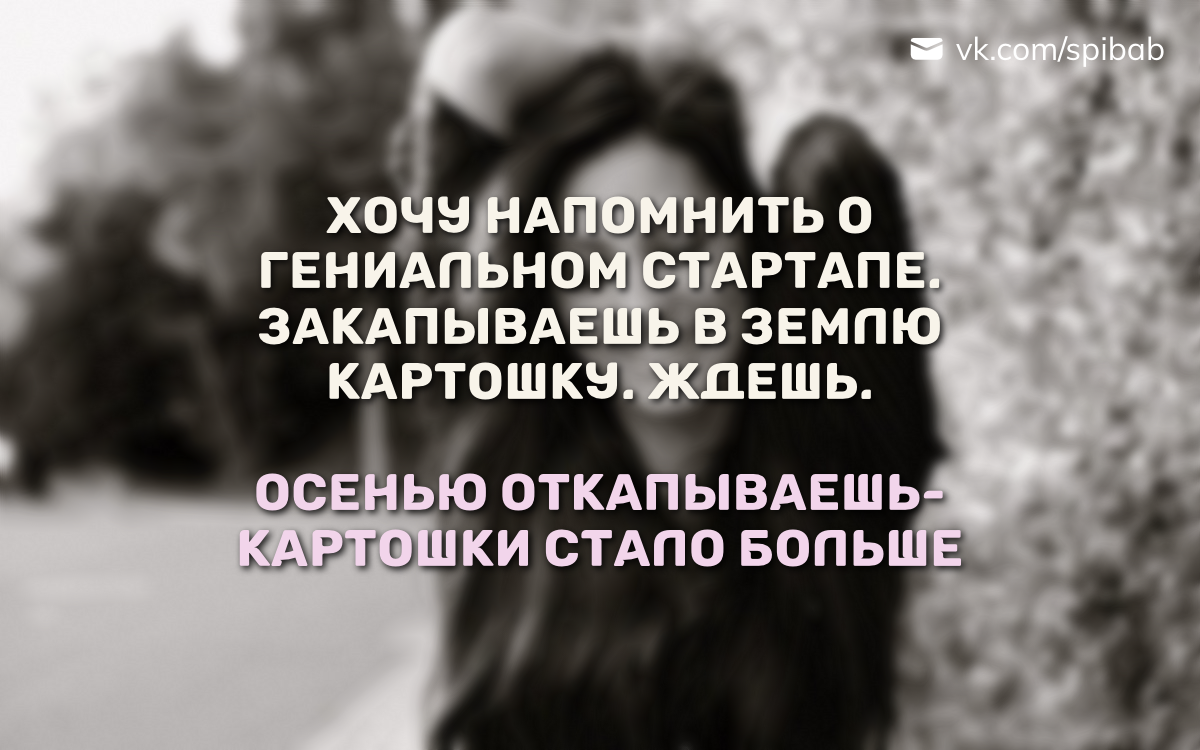 vk.com/spibab
ХОЧУ НАПОМНИТЬ О
ГЕНИАЛЬНОМ СТАРТАПЕ.
ЗАКАПЫВАЕШЬ В ЗЕМЛЮ
КАРТОШКУ. ЖДЕШЬ.
ОСЕНЬЮ ОТКАПЫВАЕШЬ-
КАРТОШКИ СТАЛО БОЛЬШЕ